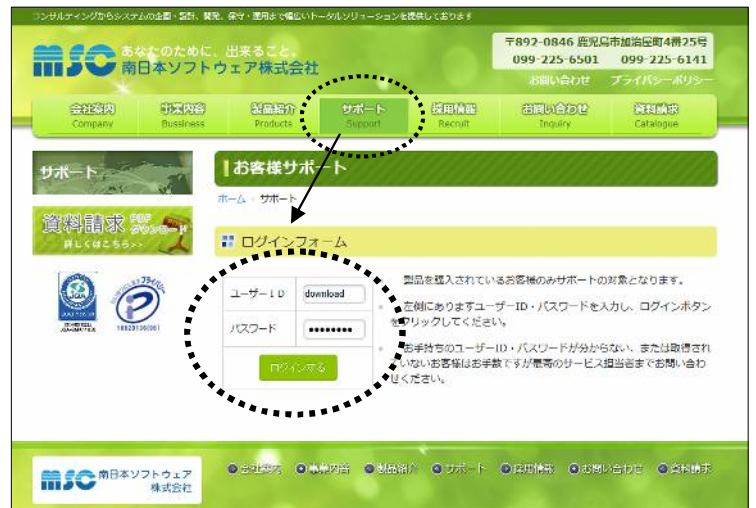 コンサルティングからシステムの企画・設計、開発、保守・運用まで幅広いトータルソリューションを提供しております
msc
あなたのために、出来ること。
南日本ソフトウェア株式会社
〒892-0846 鹿児島市加治屋町4番25号
099-225-6501 099-225-6141
お問い合わせ プライバシーポリシー
会社案内 事業内容 製品紹介 サポート 採用情報 お問い合わせ 資料請求
Company Bussiness Products Support Recruit Inquiry Catalogue
サポート
お客様サポート
ホーム › サポート
資料請求 PDFダウンロード
詳しくはこちら>>
ログインフォーム
ユーザーID download
パスワード ••••••••
ログインする
製品を購入されているお客様のみサポートの対象となります。
左側にありますユーザーID・パスワードを入力し、ログインボタン
をクリックしてください。
お手持ちのユーザーID・パスワードが分からない、または取得され
ていないお客様はお手数ですが最寄のサービス担当者までお問い合わ
せください。
プライバシー
msc 南日本ソフトウェア
株式会社
会社案内 事業内容 製品紹介 サポート 採用情報 お問い合わせ 資料請求